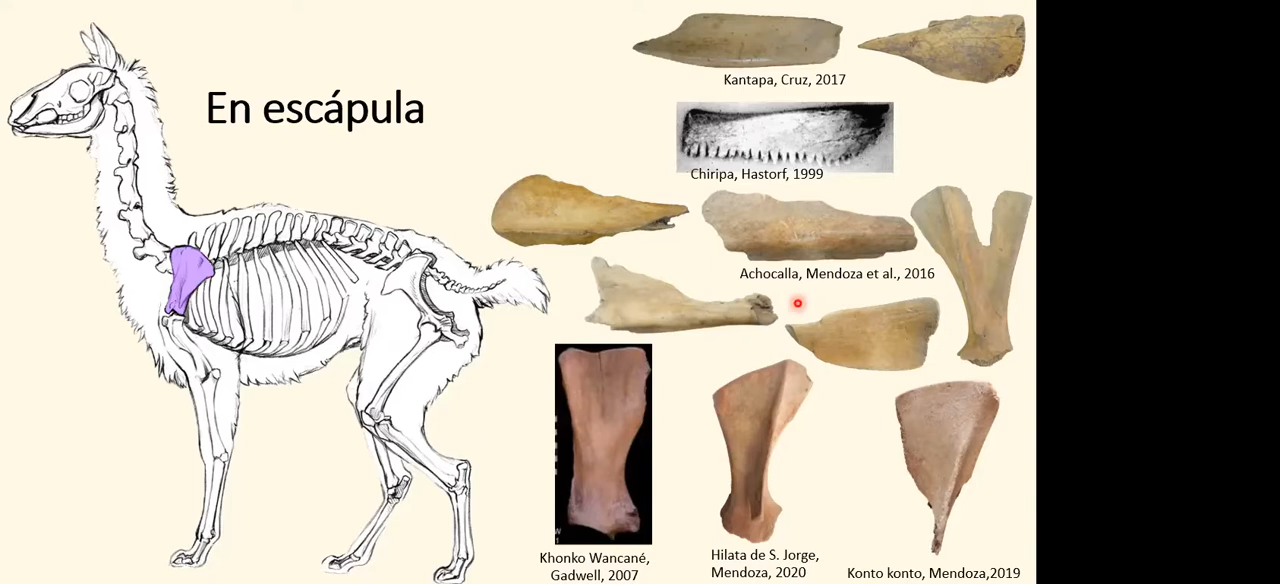 En escápula
Kantapa, Cruz, 2017
Chiripa, Hastorf, 1999
Achocalla, Mendoza et al., 2016
Khonko Wancané,
Gadwell, 2007
Hilata de S. Jorge,
Mendoza, 2020
Konto konto, Mendoza,2019